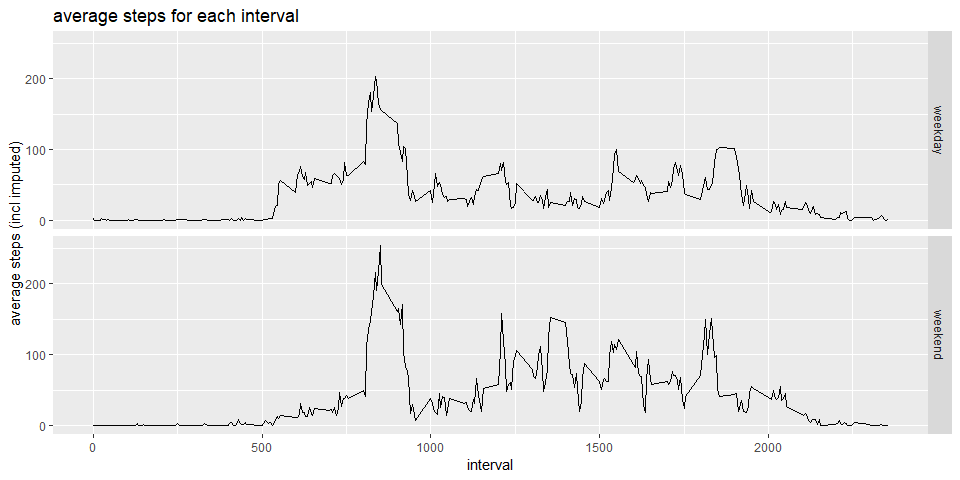 average steps for each interval
average steps (incl imputed)
200
100
0
weekday
200
100
0
weekend
0
500
1000
1500
2000
interval